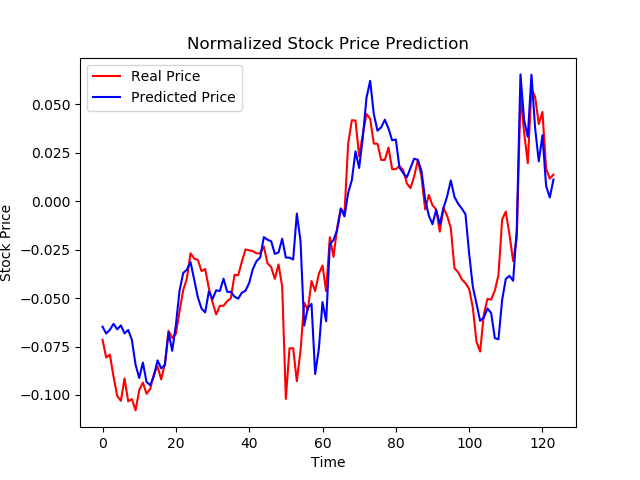 Normalized Stock Price Prediction
Real Price
Predicted Price
0.050
0.025
0.000
−0.025
−0.050
−0.075
−0.100
Stock Price
0 20 40 60 80 100 120
Time